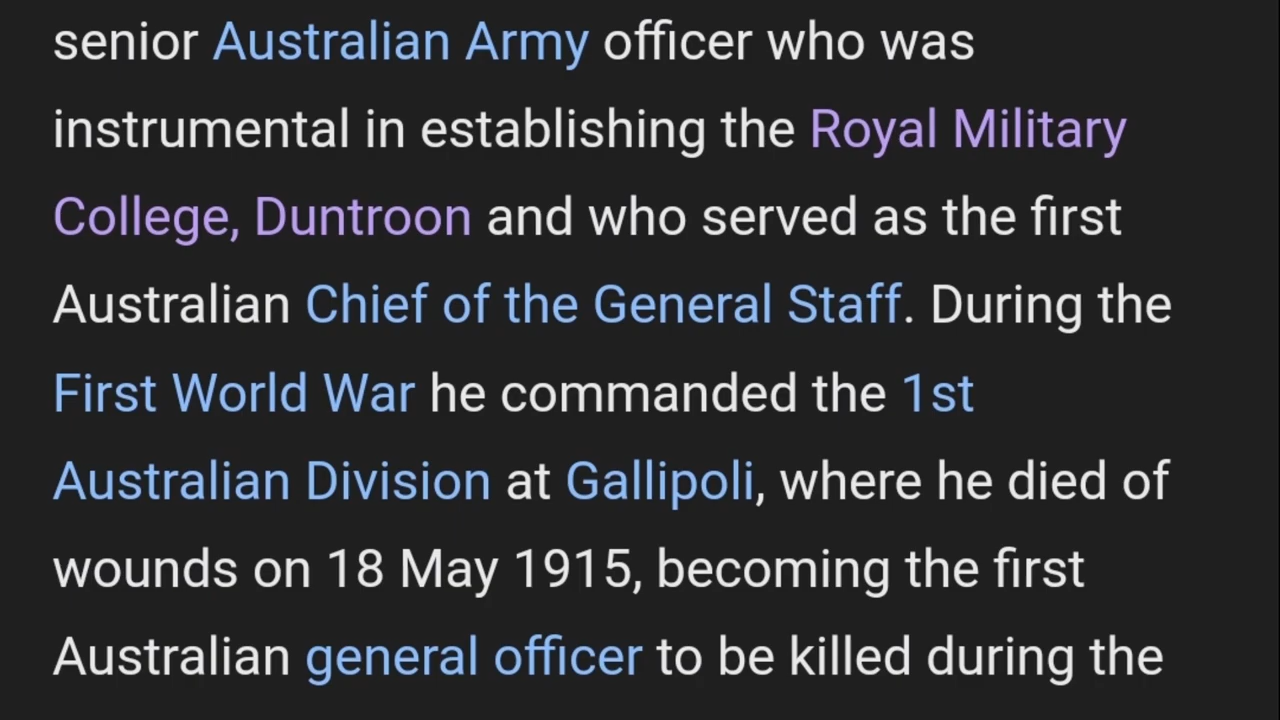 senior Australian Army officer who was
instrumental in establishing the Royal Military
College, Duntroon and who served as the first
Australian Chief of the General Staff. During the
First World War he commanded the 1st
Australian Division at Gallipoli, where he died of
wounds on 18 May 1915, becoming the first
Australian general officer to be killed during the